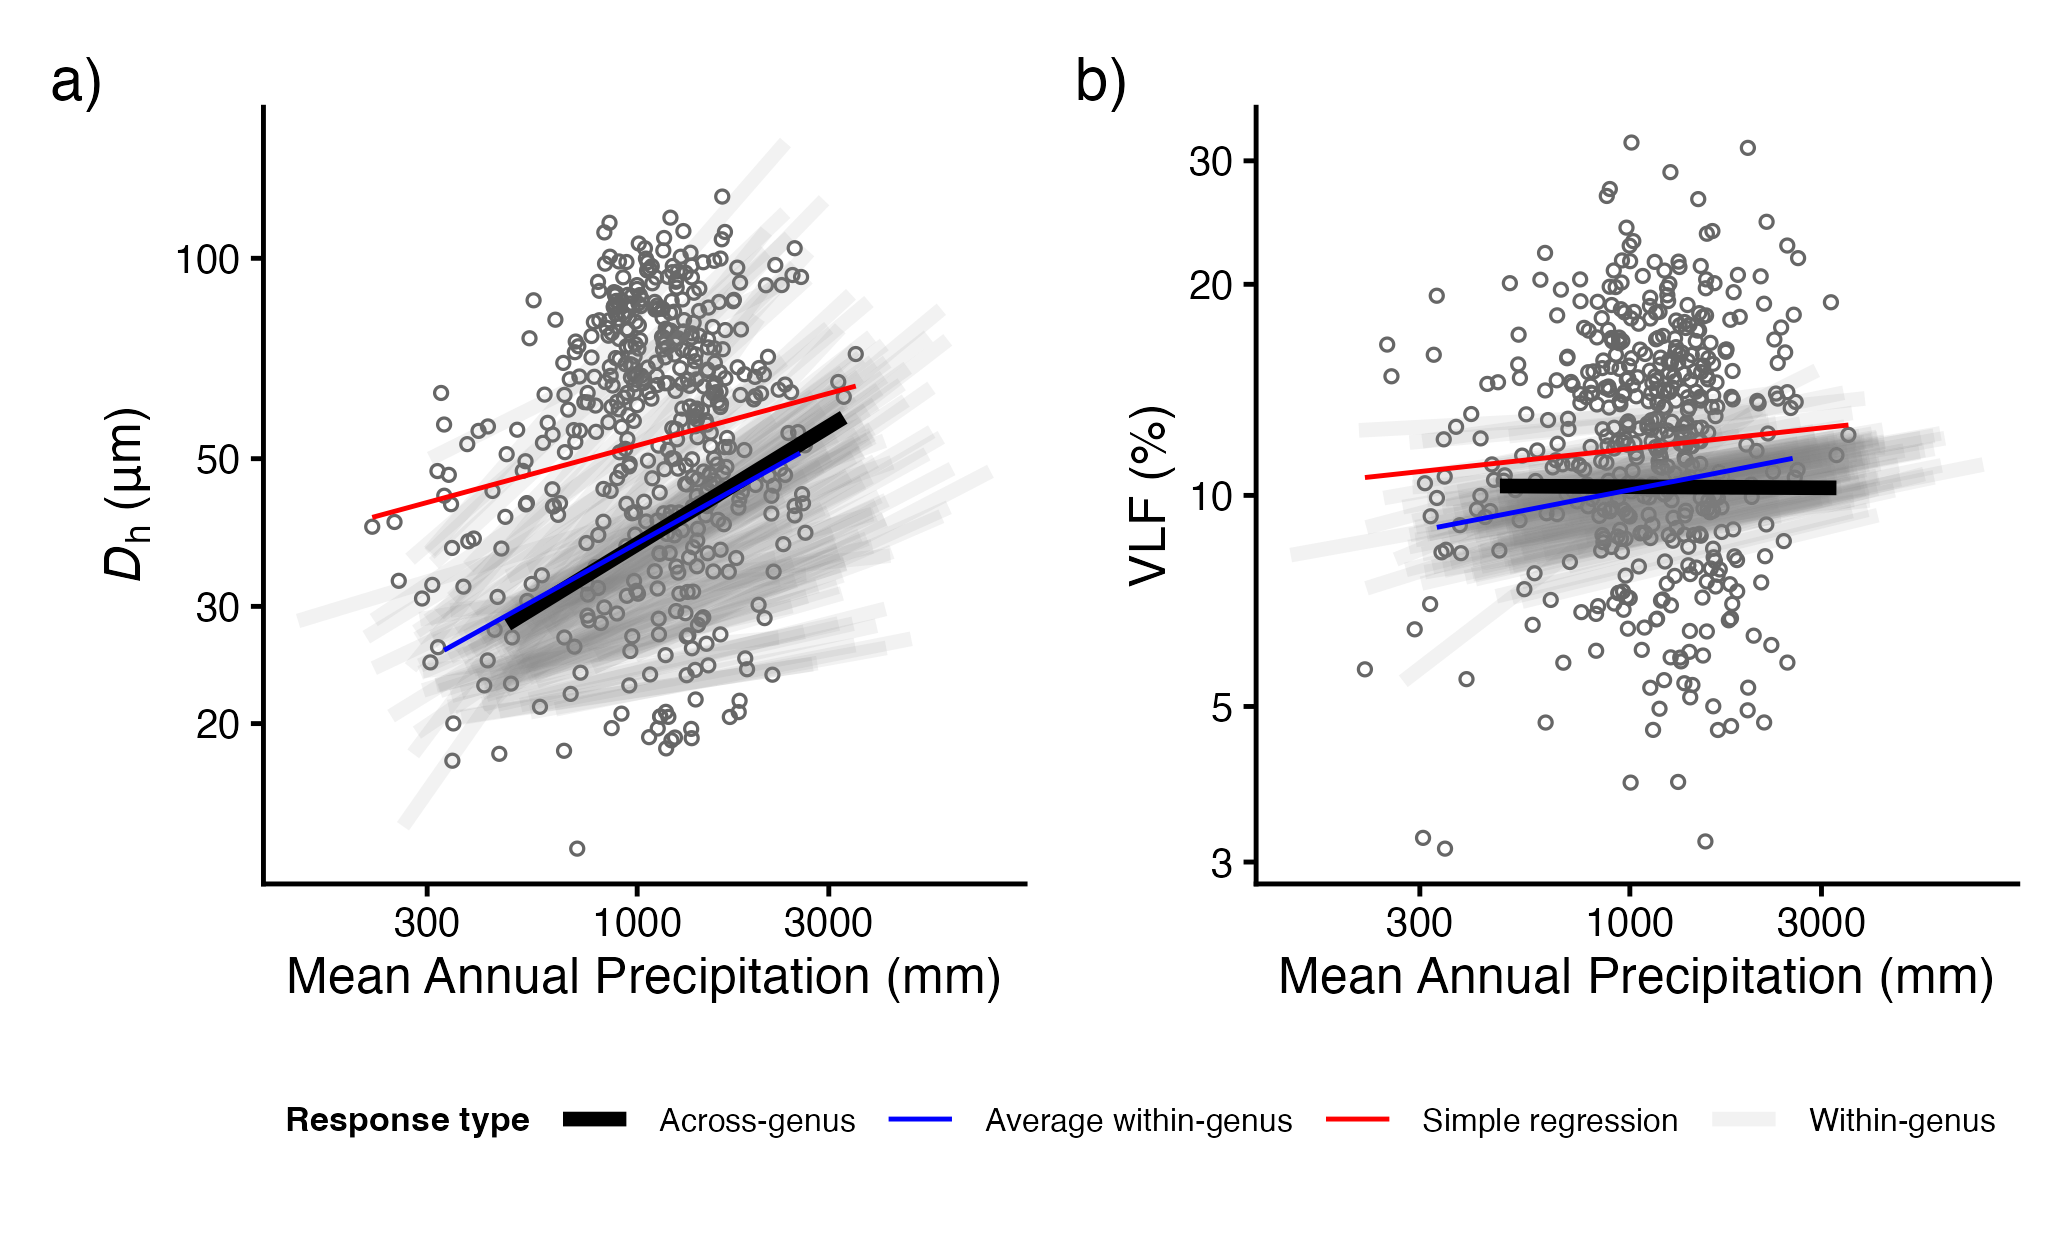 a)
100
50
30
20
Dh (µm)
300 1000 3000
Mean Annual Precipitation (mm)
b)
30
20
10
5
3
VLF (%)
300 1000 3000
Mean Annual Precipitation (mm)
Response type Across-genus Average within-genus Simple regression Within-genus